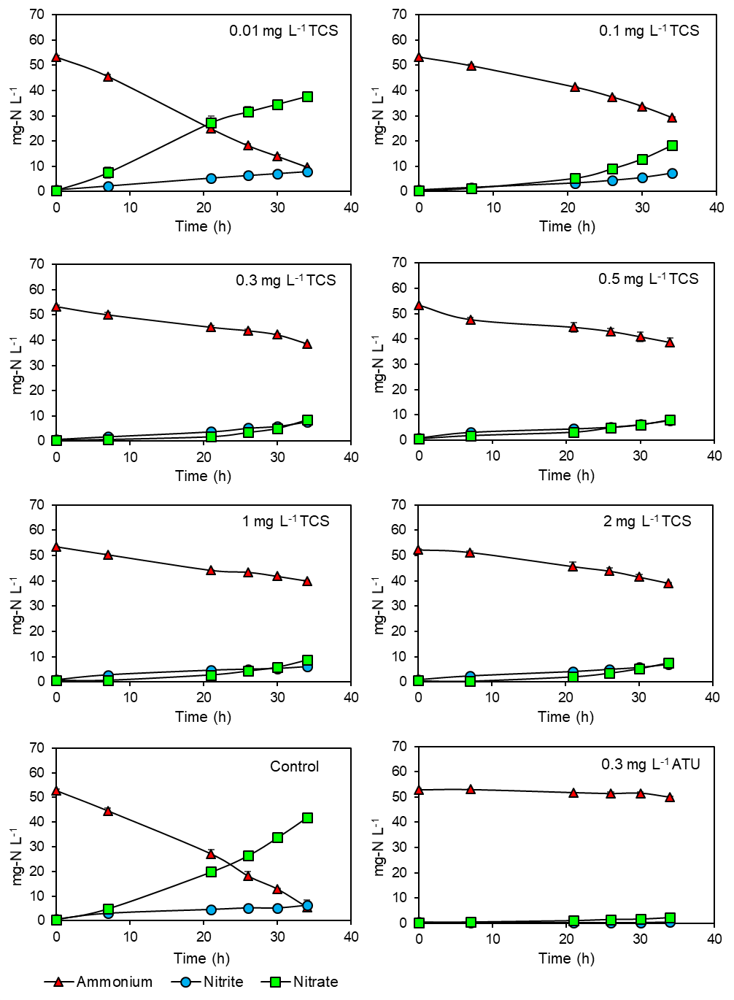 0.01 mg L-1 TCS
mg-N L-1
70
60
50
40
30
20
10
0
0 10 20 30 40
Time (h)
0.1 mg L-1 TCS
mg-N L-1
70
60
50
40
30
20
10
0
0 10 20 30 40
Time (h)
0.3 mg L-1 TCS
mg-N L-1
70
60
50
40
30
20
10
0
0 10 20 30 40
Time (h)
0.5 mg L-1 TCS
mg-N L-1
70
60
50
40
30
20
10
0
0 10 20 30 40
Time (h)
1 mg L-1 TCS
mg-N L-1
70
60
50
40
30
20
10
0
0 10 20 30 40
Time (h)
2 mg L-1 TCS
mg-N L-1
70
60
50
40
30
20
10
0
0 10 20 30 40
Time (h)
Control
mg-N L-1
70
60
50
40
30
20
10
0
0 10 20 30 40
Time (h)
0.3 mg L-1 ATU
mg-N L-1
70
60
50
40
30
20
10
0
0 10 20 30 40
Time (h)
Ammonium Nitrite Nitrate